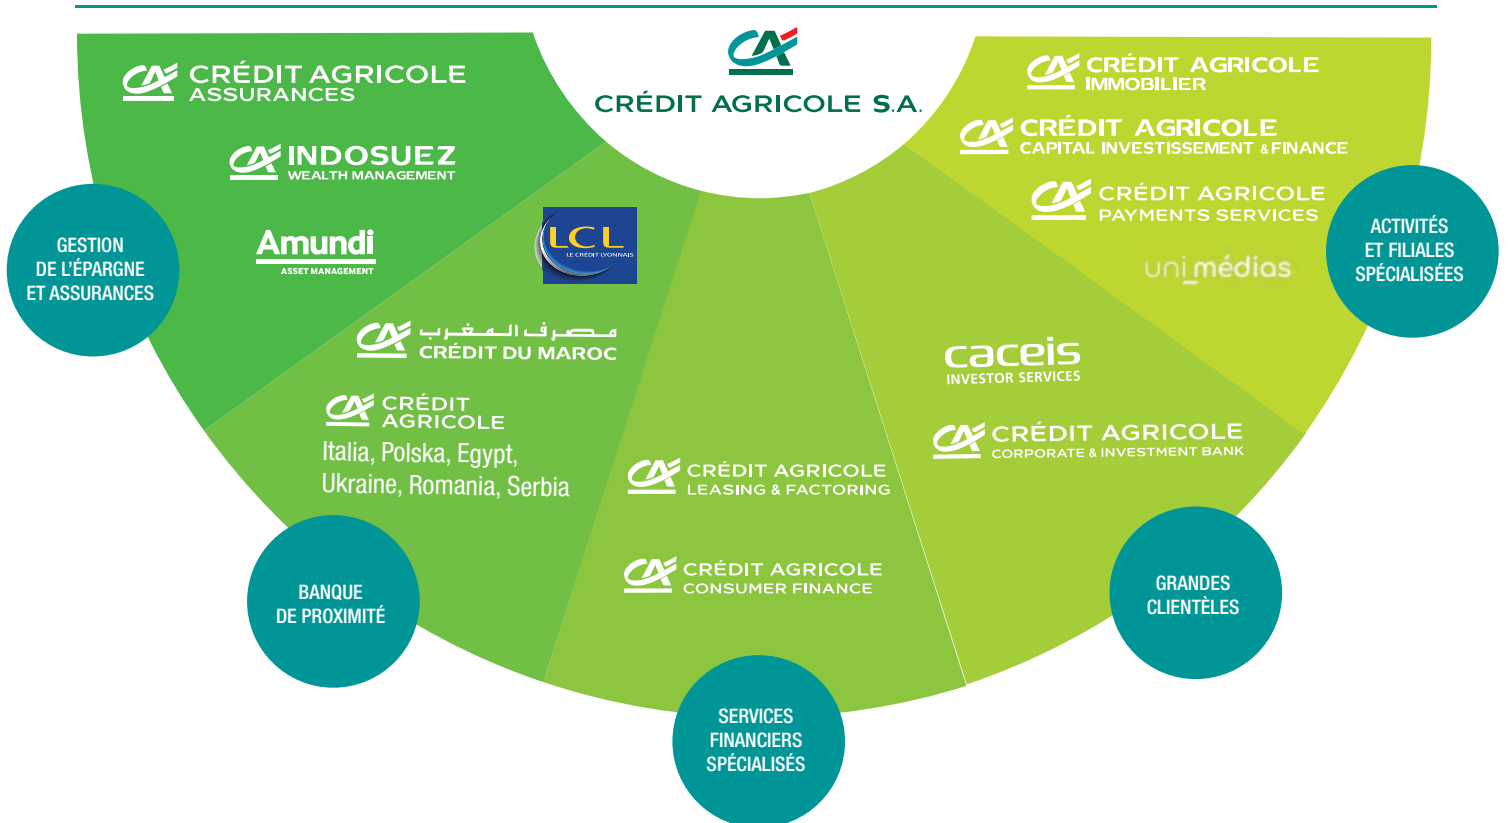 CRÉDIT AGRICOLE S.A.
CRÉDIT AGRICOLE
ASSURANCES
INDOSUEZ
WEALTH MANAGEMENT
Amundi
ASSET MANAGEMENT
GESTION
DE L’ÉPARGNE
ET ASSURANCES
LCL
LE CRÉDIT LYONNAIS
مصرف المغرب
CRÉDIT DU MAROC
CRÉDIT
AGRICOLE
Italia, Polska, Egypt,
Ukraine, Romania, Serbia
BANQUE
DE PROXIMITÉ
CRÉDIT AGRICOLE
LEASING & FACTORING
CRÉDIT AGRICOLE
CONSUMER FINANCE
SERVICES
FINANCIERS
SPÉCIALISÉS
caceis
INVESTOR SERVICES
CRÉDIT AGRICOLE
CORPORATE & INVESTMENT BANK
GRANDES
CLIENTÈLES
CRÉDIT AGRICOLE
IMMOBILIER
CRÉDIT AGRICOLE
CAPITAL INVESTISSEMENT & FINANCE
CRÉDIT AGRICOLE
PAYMENTS SERVICES
uni_médias
ACTIVITÉS
ET FILIALES
SPÉCIALISÉES